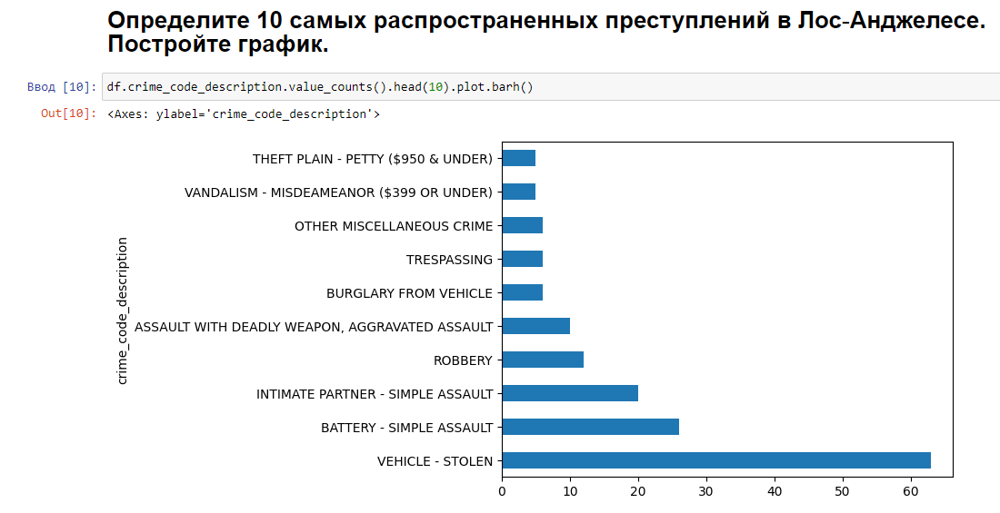 Определите 10 самых распространенных преступлений в Лос-Анджелесе.
Постройте график.
Ввод [10]: df.crime_code_description.value_counts().head(10).plot.barh()
Out[10]: <Axes: ylabel='crime_code_description'>
crime_code_description
THEFT PLAIN - PETTY ($950 & UNDER)
VANDALISM - MISDEAMEANOR ($399 OR UNDER)
OTHER MISCELLANEOUS CRIME
TRESPASSING
BURGLARY FROM VEHICLE
ASSAULT WITH DEADLY WEAPON, AGGRAVATED ASSAULT
ROBBERY
INTIMATE PARTNER - SIMPLE ASSAULT
BATTERY - SIMPLE ASSAULT
VEHICLE - STOLEN
0 10 20 30 40 50 60